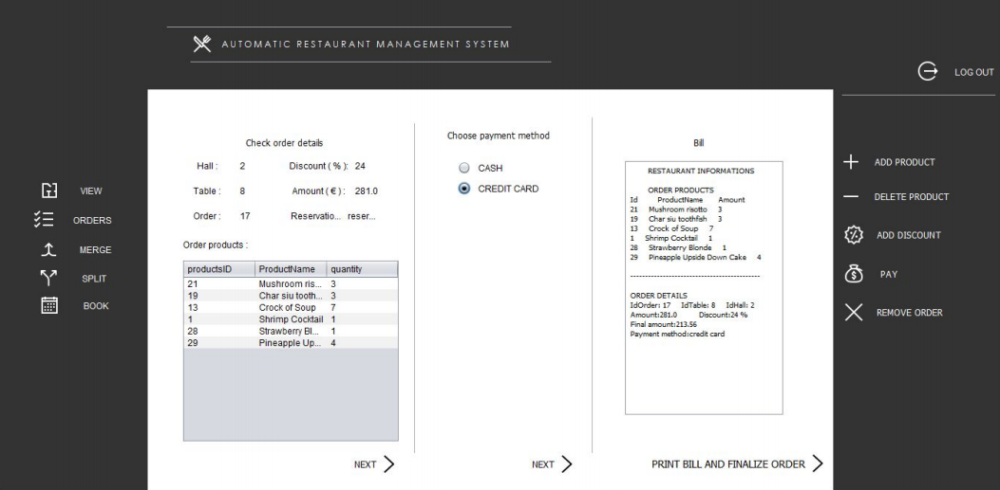 AUTOMATIC RESTAURANT MANAGEMENT SYSTEM
LOG OUT
VIEW
ORDERS
MERGE
SPLIT
BOOK
Check order details
Hall : 2 Discount ( % ): 24
Table : 8 Amount ( € ) : 281.0
Order : 17 Reservatio... reser...
Order products :
productsID ProductName quantity
21 Mushroom ris... 3
19 Char siu tooth... 3
13 Crock of Soup 7
1 Shrimp Cocktail 1
28 Strawberry Bl... 1
29 Pineapple Up... 4
NEXT
Choose payment method
CASH
CREDIT CARD
NEXT
Bill
RESTAURANT INFORMATIONS
ORDER PRODUCTS
Id ProductName Amount
21 Mushroom risotto 3
19 Char siu toothfish 3
13 Crock of Soup 7
1 Shrimp Cocktail 1
28 Strawberry Blonde 1
29 Pineapple Upside Down Cake 4
------------------------------------------------
ORDER DETAILS
IdOrder: 17 IdTable: 8 IdHall: 2
Amount:281.0 Discount:24 %
Final amount:213.56
Payment method:credit card
PRINT BILL AND FINALIZE ORDER
ADD PRODUCT
DELETE PRODUCT
ADD DISCOUNT
PAY
REMOVE ORDER